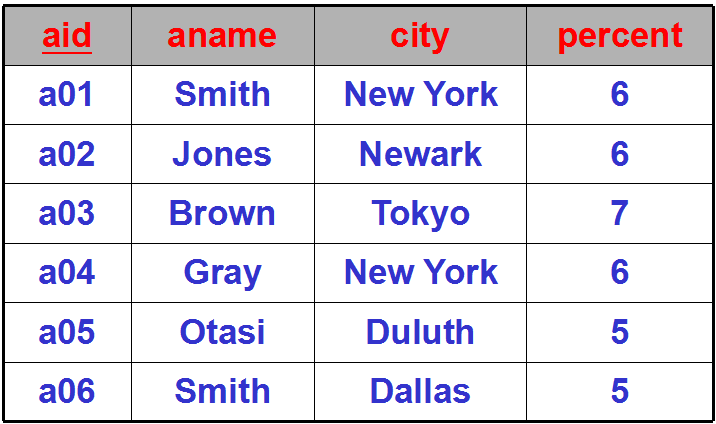 aid aname city percent
a01 Smith New York 6
a02 Jones Newark 6
a03 Brown Tokyo 7
a04 Gray New York 6
a05 Otasi Duluth 5
a06 Smith Dallas 5